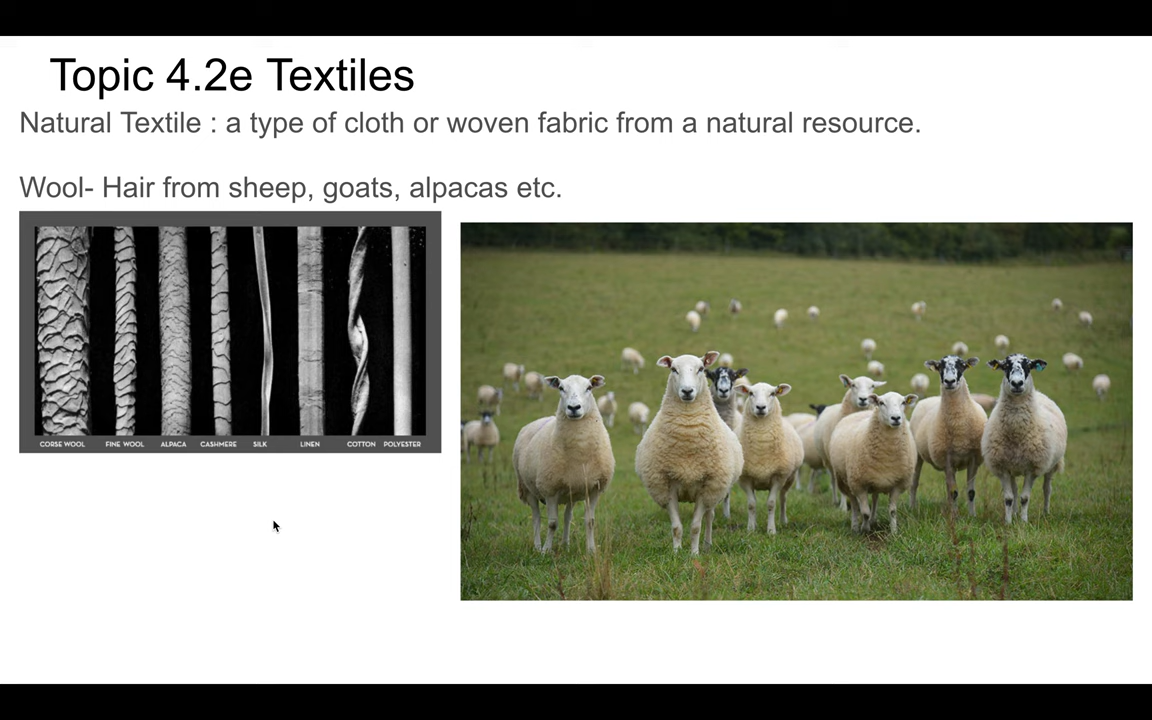 Topic 4.2e Textiles
Natural Textile : a type of cloth or woven fabric from a natural resource.
Wool- Hair from sheep, goats, alpacas etc.
CORSE WOOL FINE WOOL ALPACA CASHMERE SILK LINEN COTTON POLYESTER